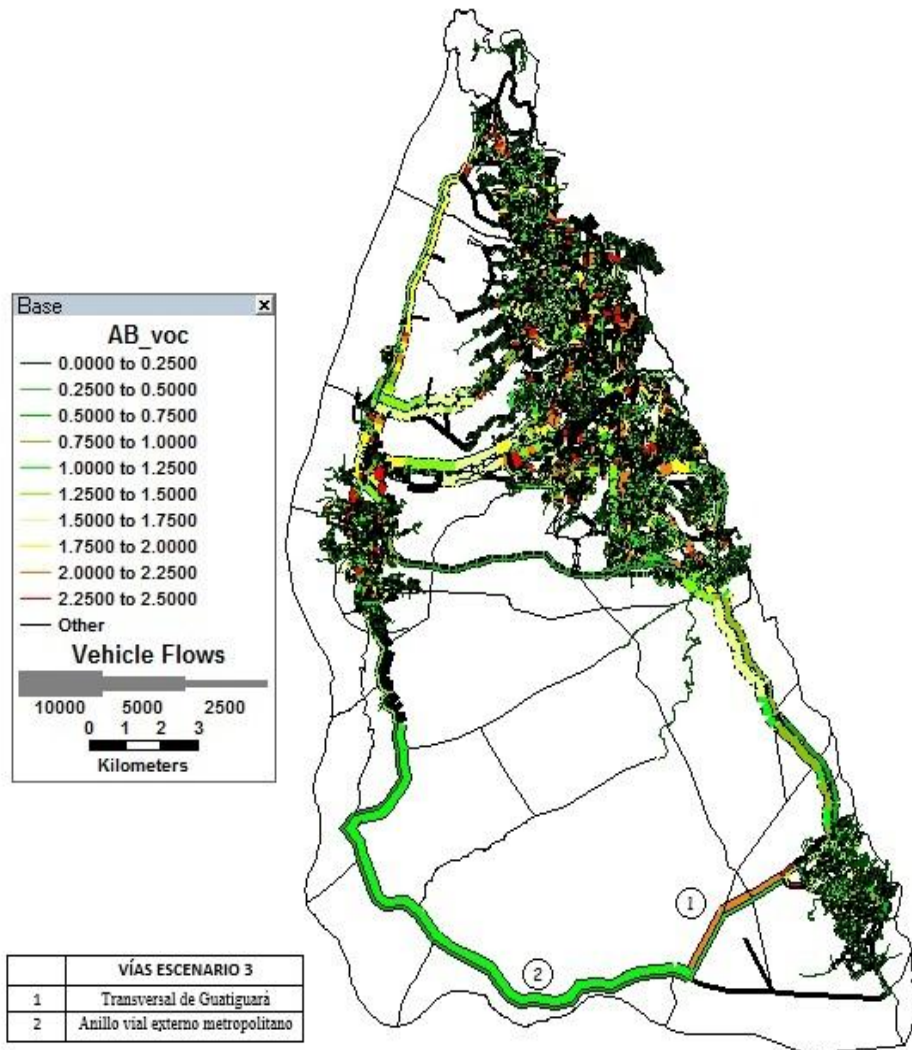 Base
AB_voc
0.0000 to 0.2500
0.2500 to 0.5000
0.5000 to 0.7500
0.7500 to 1.0000
1.0000 to 1.2500
1.2500 to 1.5000
1.5000 to 1.7500
1.7500 to 2.0000
2.0000 to 2.2500
2.2500 to 2.5000
Other
Vehicle Flows
10000 5000 2500
0 1 2 3
Kilometers
1
2
VÍAS ESCENARIO 3
1 Transversal de Guatiguará
2 Anillo vial externo metropolitano